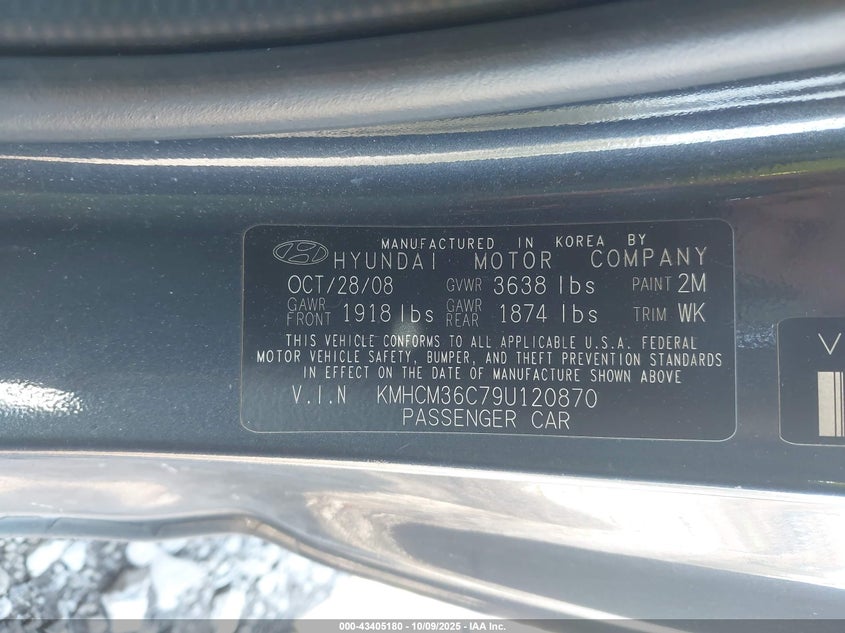 MANUFACTURED IN KOREA BY
HYUNDAI MOTOR COMPANY
OCT/28/08 GVWR 3638 lbs PAINT 2M
GAWR FRONT 1918 lbs GAWR REAR 1874 lbs TRIM WK
THIS VEHICLE CONFORMS TO ALL APPLICABLE U.S.A. FEDERAL
MOTOR VEHICLE SAFETY, BUMPER, AND THEFT PREVENTION STANDARDS
IN EFFECT ON THE DATE OF MANUFACTURE SHOWN ABOVE
V.I.N KMHCM36C79U120870
PASSENGER CAR
V
000-43405180 - 10/09/2025 - IAA Inc.